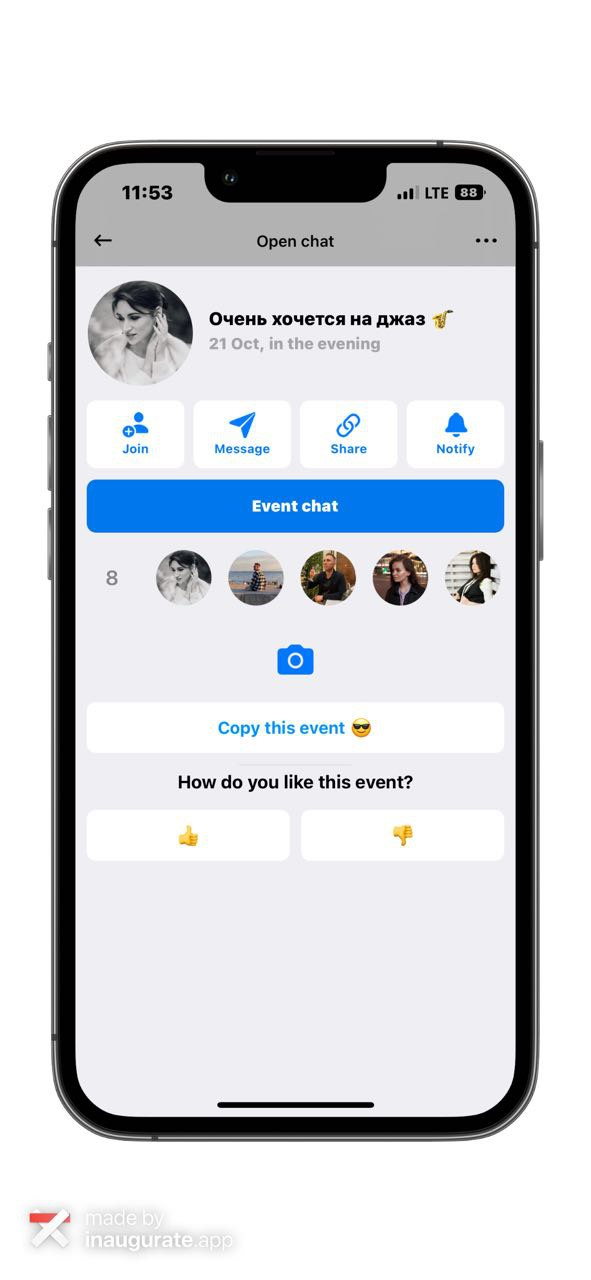 11:53 LTE 88
Open chat
Очень хочется на джаз 🎷
21 Oct, in the evening
Join Message Share Notify
Event chat
8
Copy this event 😎
How do you like this event?
👍 👎
made by
inaugurate.app